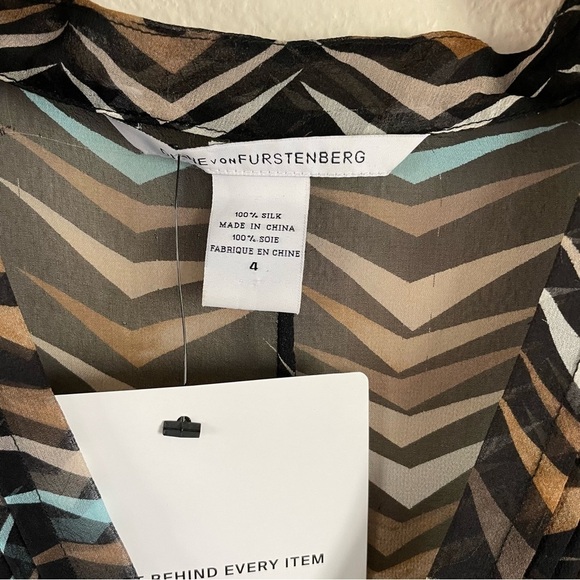 VONFURSTENBERG
100% SILK
MADE IN CHINA
100% SOIE
FABRIQUE EN CHINE
4
BEHIND EVERY ITEM